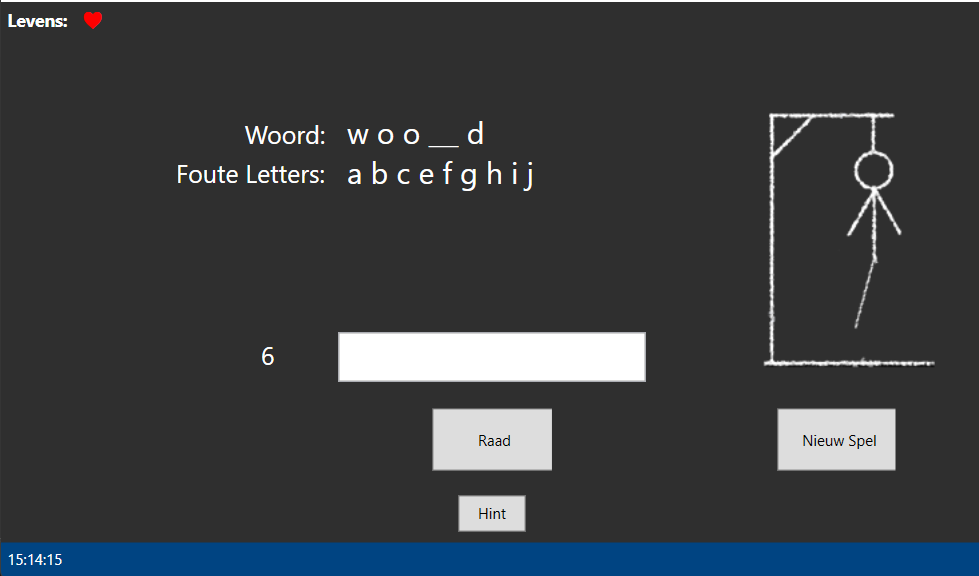 Levens:
Woord: w o o __ d
Foute Letters: a b c e f g h i j
6
Raad
Nieuw Spel
Hint
15:14:15